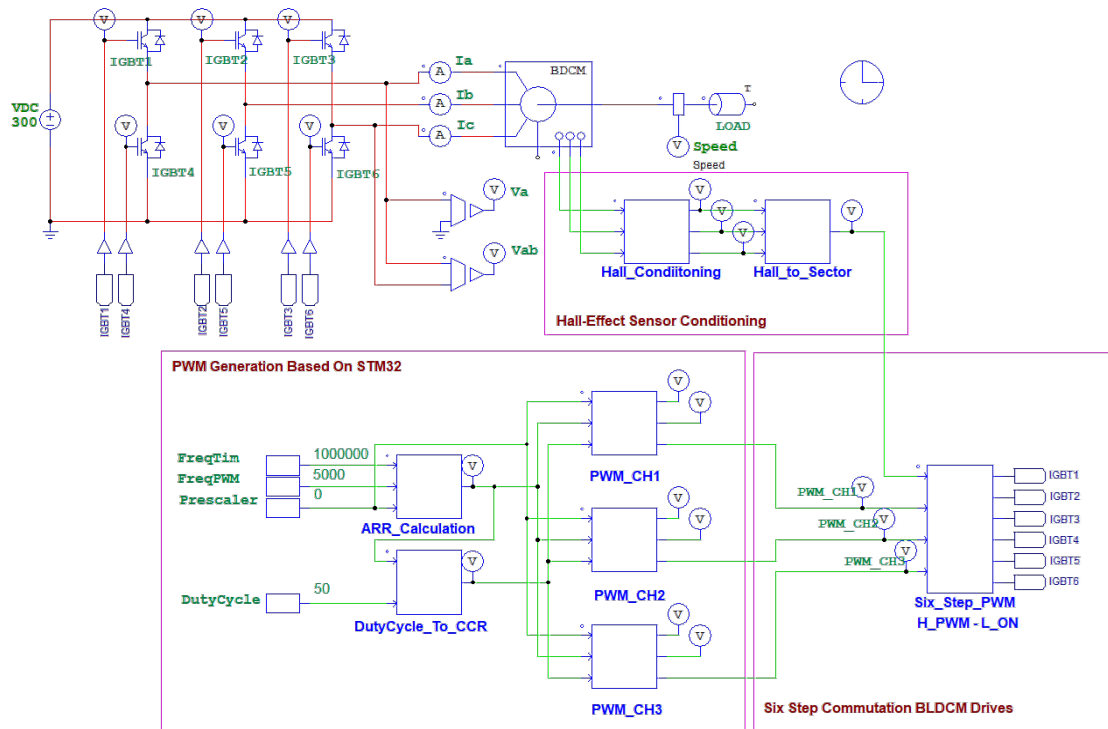 V
V
V
IGBT1
IGBT2
IGBT3
VDC
300
V
V
V
IGBT4
IGBT5
IGBT6
A
Ia
A
Ib
A
Ic
BDCM
T
LOAD
V
Speed
Speed
V
Va
V
Vab
IGBT1
IGBT4
IGBT2
IGBT5
IGBT3
IGBT6
V
V
V
V
Hall_Condiitoning
Hall_to_Sector
Hall-Effect Sensor Conditioning
PWM Generation Based On STM32
FreqTim
1000000
FreqPWM
5000
Prescaler
0
V
ARR_Calculation
DutyCycle
50
V
DutyCycle_To_CCR
V
V
PWM_CH1
V
V
PWM_CH2
V
V
PWM_CH3
PWM_CH1
V
PWM_CH2
V
PWM_CH3
V
IGBT1
IGBT2
IGBT3
IGBT4
IGBT5
IGBT6
Six_Step_PWM
H_PWM - L_ON
Six Step Commutation BLDCM Drives